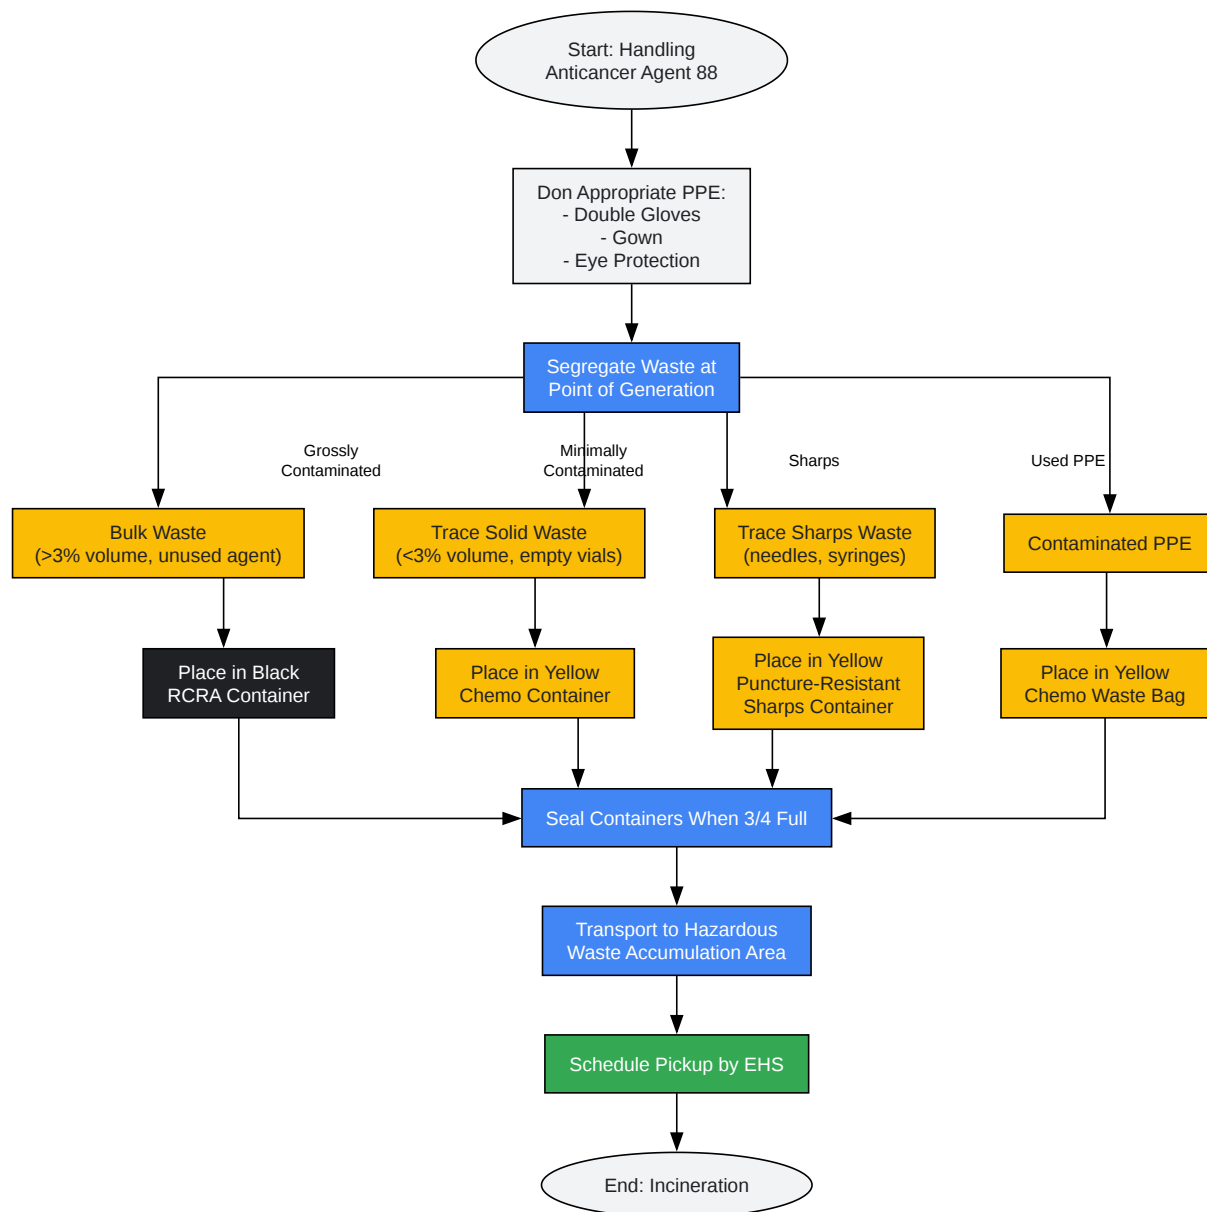 Start: Handling
Anticancer Agent 88
Don Appropriate PPE:
- Double Gloves
- Gown
- Eye Protection
Segregate Waste at
Point of Generation
Grossly
Contaminated
Minimally
Contaminated
Sharps
Used PPE
Bulk Waste
(>3% volume, unused agent)
Trace Solid Waste
(<3% volume, empty vials)
Trace Sharps Waste
(needles, syringes)
Contaminated PPE
Place in Black
RCRA Container
Place in Yellow
Chemo Container
Place in Yellow
Puncture-Resistant
Sharps Container
Place in Yellow
Chemo Waste Bag
Seal Containers When 3/4 Full
Transport to Hazardous
Waste Accumulation Area
Schedule Pickup by EHS
End: Incineration